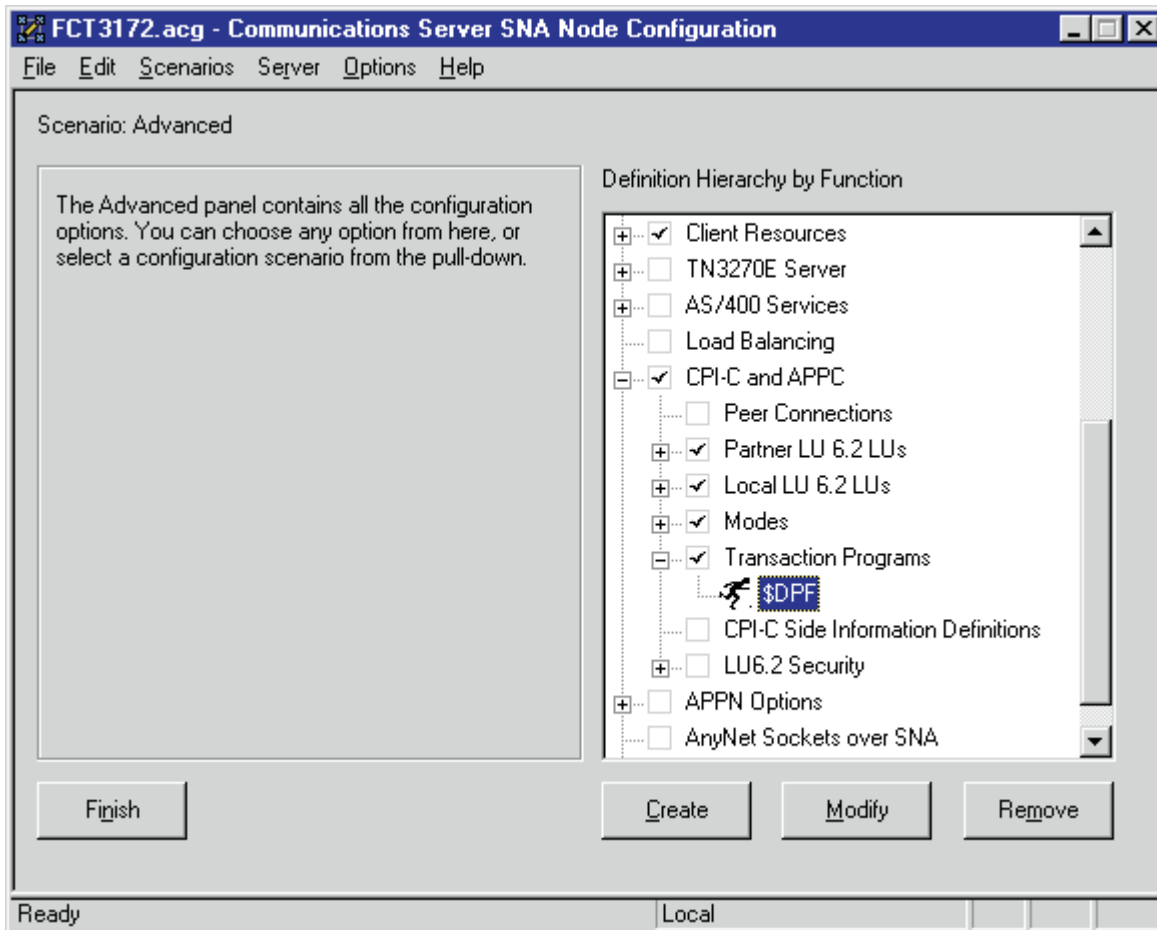 FCT3172.acg - Communications Server SNA Node Configuration
File Edit Scenarios Server Options Help
Scenario: Advanced
The Advanced panel contains all the configuration
options. You can choose any option from here, or
select a configuration scenario from the pull-down.
Definition Hierarchy by Function
Client Resources
TN3270E Server
AS/400 Services
Load Balancing
CPI-C and APPC
Peer Connections
Partner LU 6.2 LUs
Local LU 6.2 LUs
Modes
Transaction Programs
$DPF
CPI-C Side Information Definitions
LU6.2 Security
APPN Options
AnyNet Sockets over SNA
Finish
Create Modify Remove
Ready Local